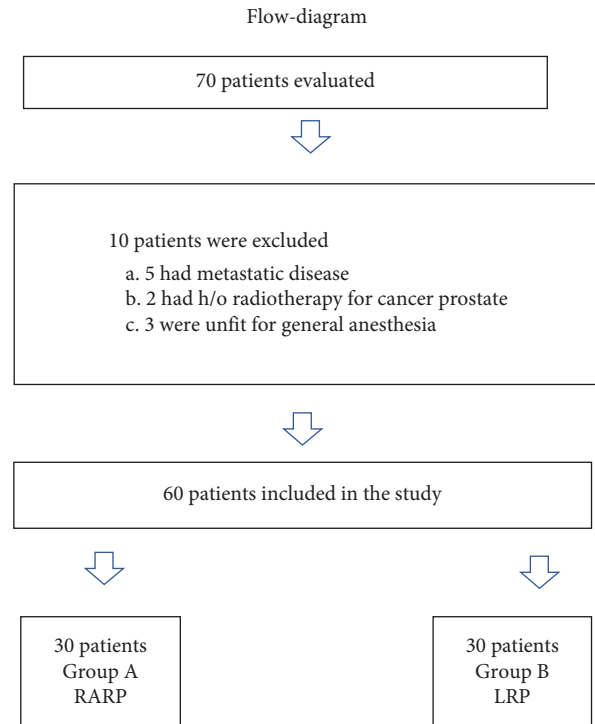 Flow-diagram
70 patients evaluated
10 patients were excluded
a. 5 had metastatic disease
b. 2 had h/o radiotherapy for cancer prostate
c. 3 were unfit for general anesthesia
60 patients included in the study
30 patients
Group A
RARP
30 patients
Group B
LRP